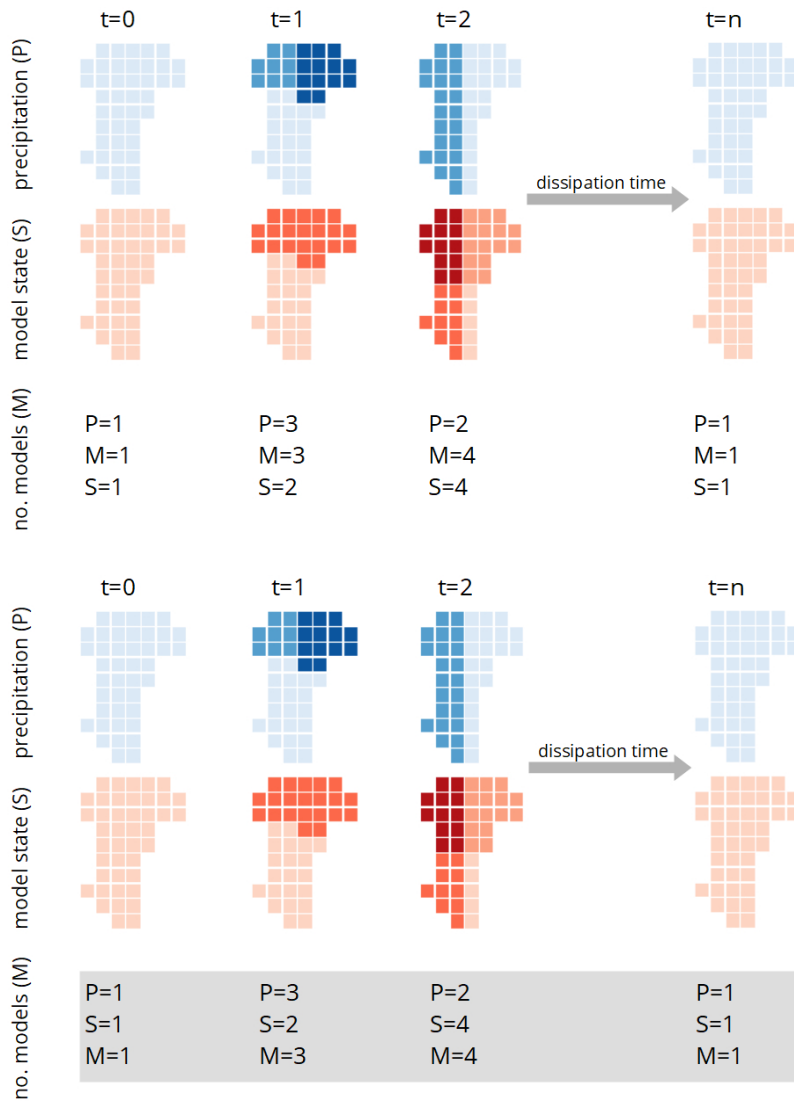 t=0 t=1 t=2 t=n
precipitation (P)
dissipation time
model state (S)
no. models (M)
P=1 P=3 P=2 P=1
M=1 M=3 M=4 M=1
S=1 S=2 S=4 S=1
t=0 t=1 t=2 t=n
precipitation (P)
dissipation time
model state (S)
no. models (M)
P=1 P=3 P=2 P=1
S=1 S=2 S=4 S=1
M=1 M=3 M=4 M=1